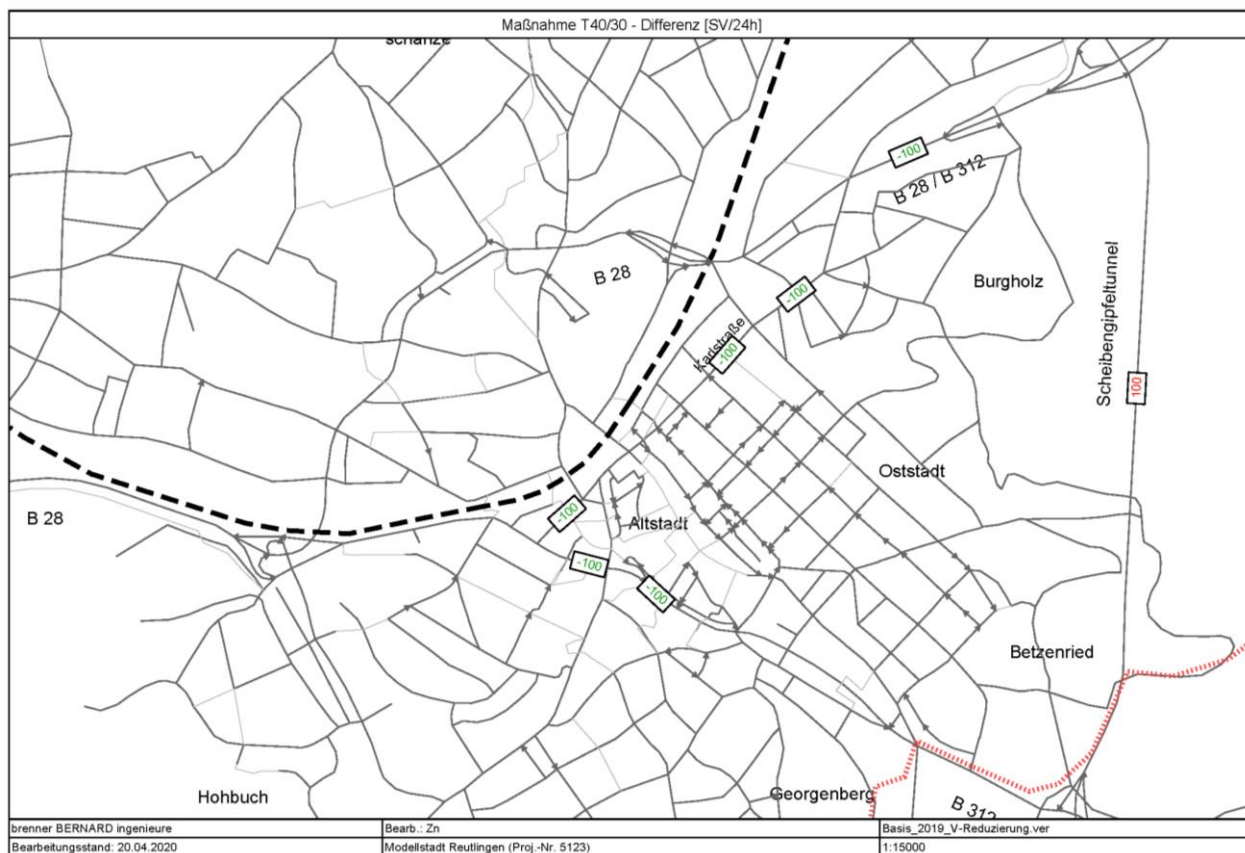 Maßnahme T40/30 - Differenz [SV/24h]
schanze
-100
B 28 / B 312
B 28
Burgholz
-100
Karlstraße
-100
Scheibengipfeltunnel
100
Oststadt
B 28
-100
Altstadt
-100
-100
Betzenried
Hohbuch
Georgenberg
B 312
brenner BERNARD ingenieure
Bearb.: Zn
Basis_2019_V-Reduzierung.ver
Bearbeitungsstand: 20.04.2020
Modellstadt Reutlingen (Proj.-Nr. 5123)
1:15000